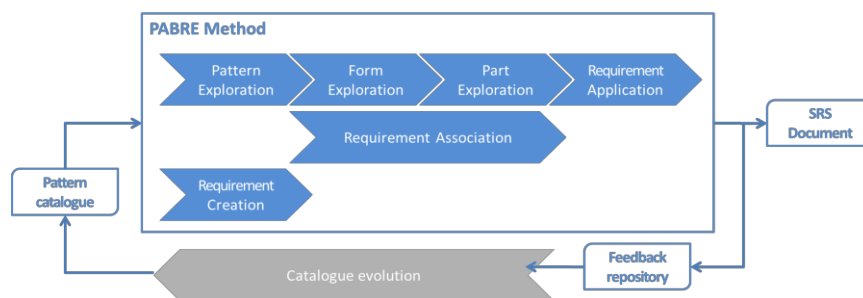 PABRE Method
Pattern
Exploration
Form
Exploration
Part
Exploration
Requirement
Application
Requirement Association
Requirement
Creation
SRS
Document
Pattern
catalogue
Catalogue evolution
Feedback
repository